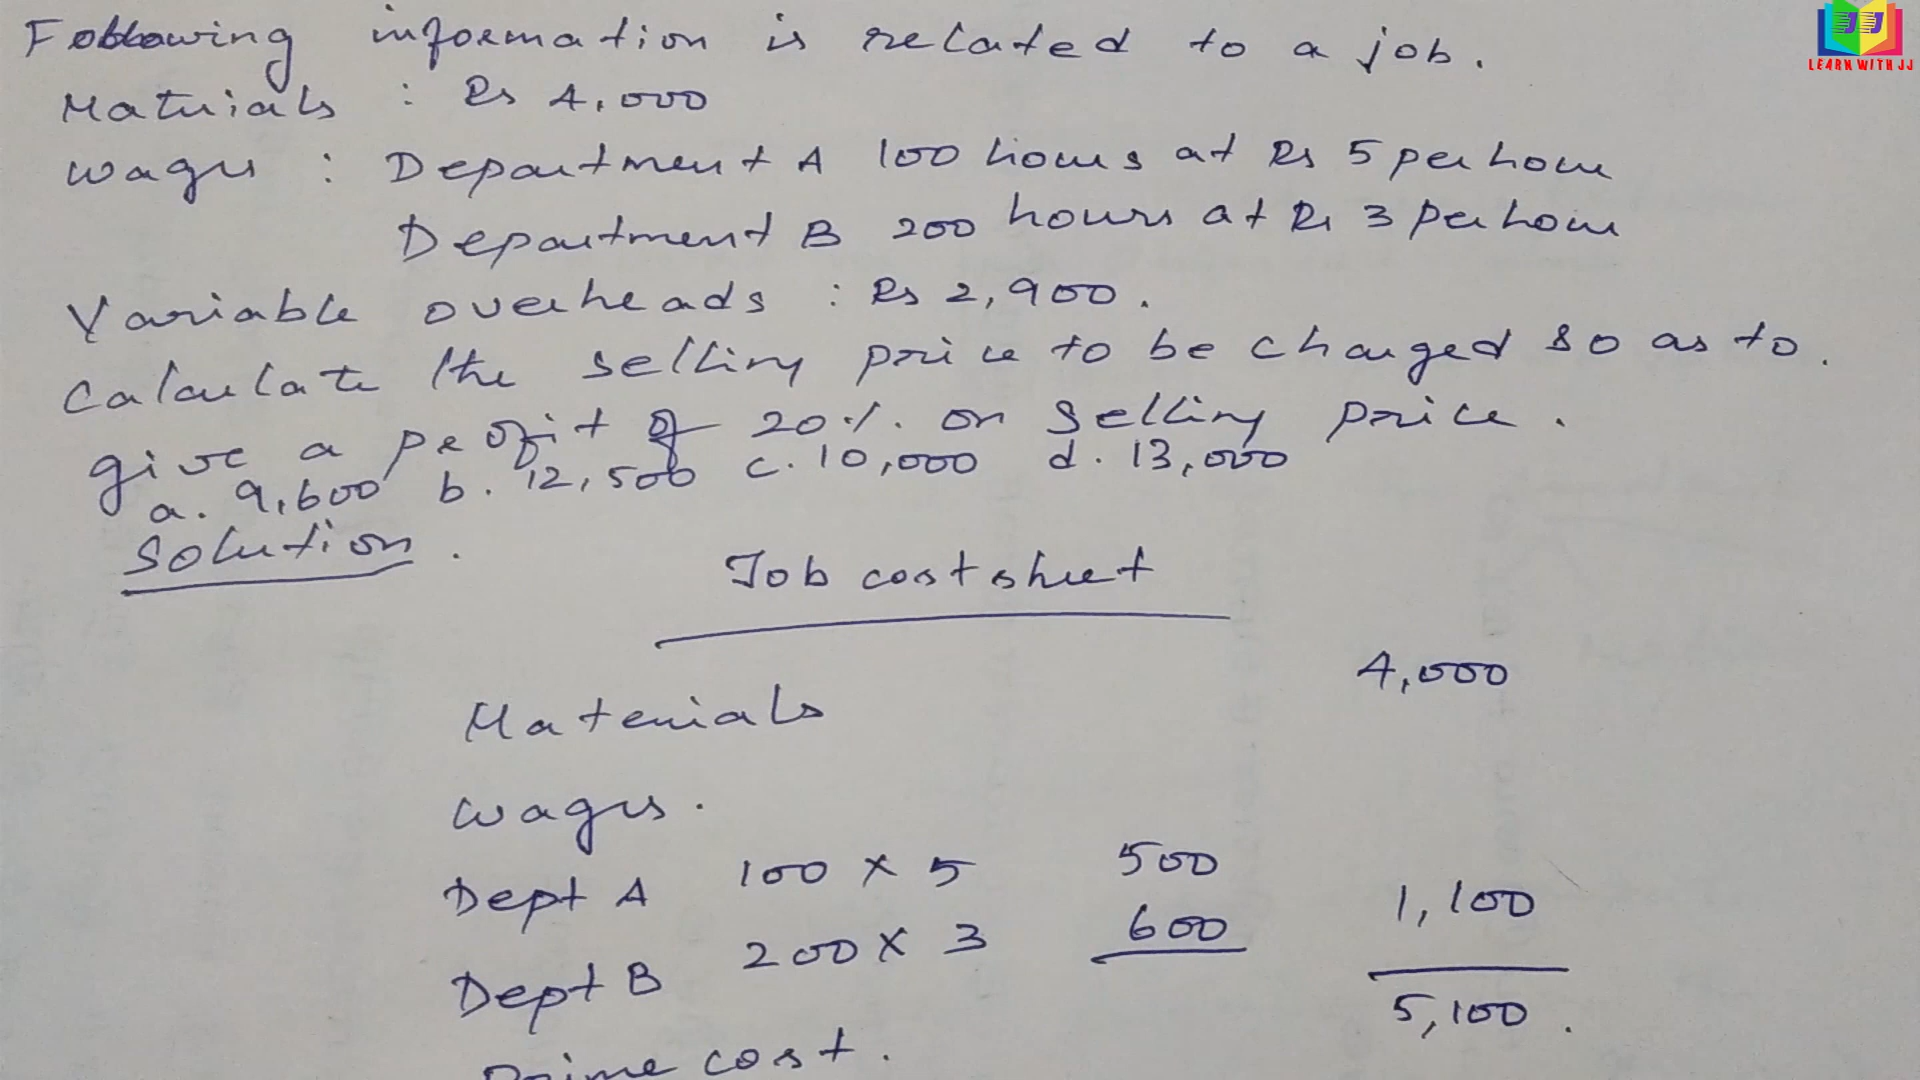 Following information is related to a job.
Materials : Rs 4,000
Wages : Department A 100 hours at Rs 5 per hour
Department B 200 hours at Rs 3 per hour
Variable overheads : Rs 2,900.
Calculate the selling price to be charged so as to.
give a profit of 20%. on selling price.
a. 9,600 b. 12,500 c. 10,000 d. 13,000
Solution.
Job cost sheet
Materials 4,000
Wages.
Dept A 100 x 5 500
Dept B 200 x 3 600 1,100
Prime cost. 5,100.
JJ
LEARN WITH JJ